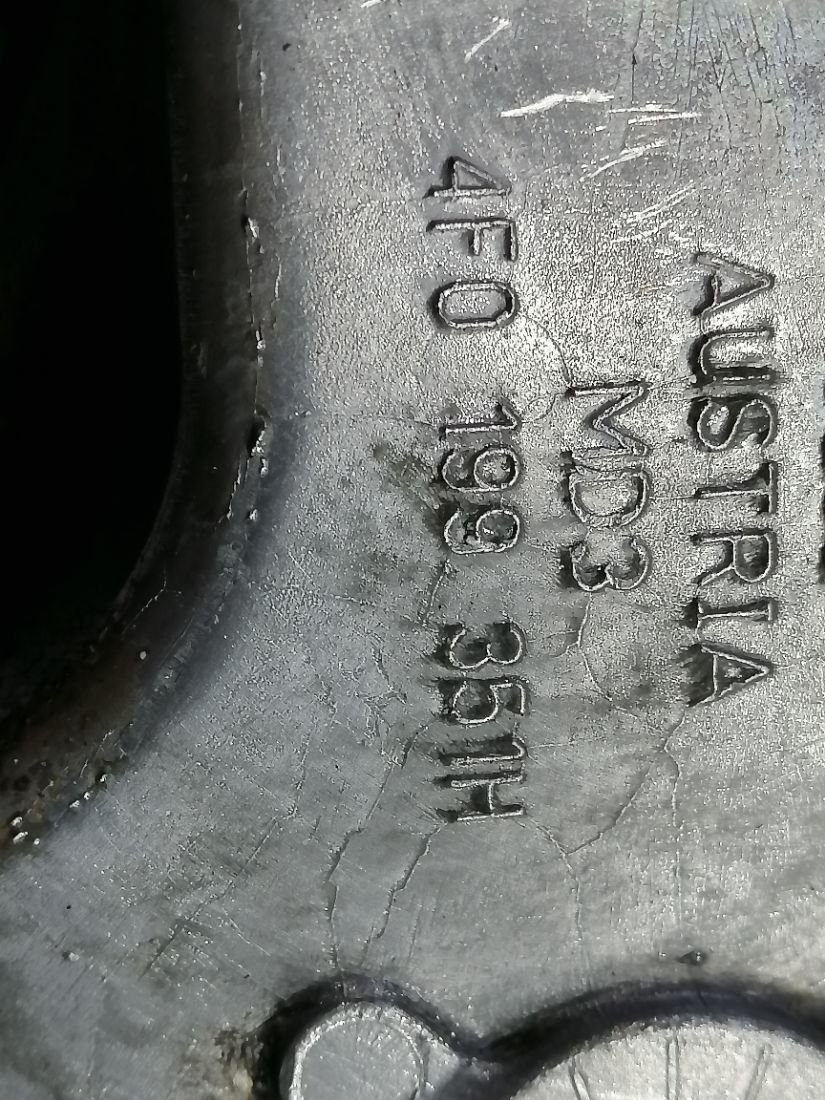 AUSTRIA
MD3
4F0 199 351H